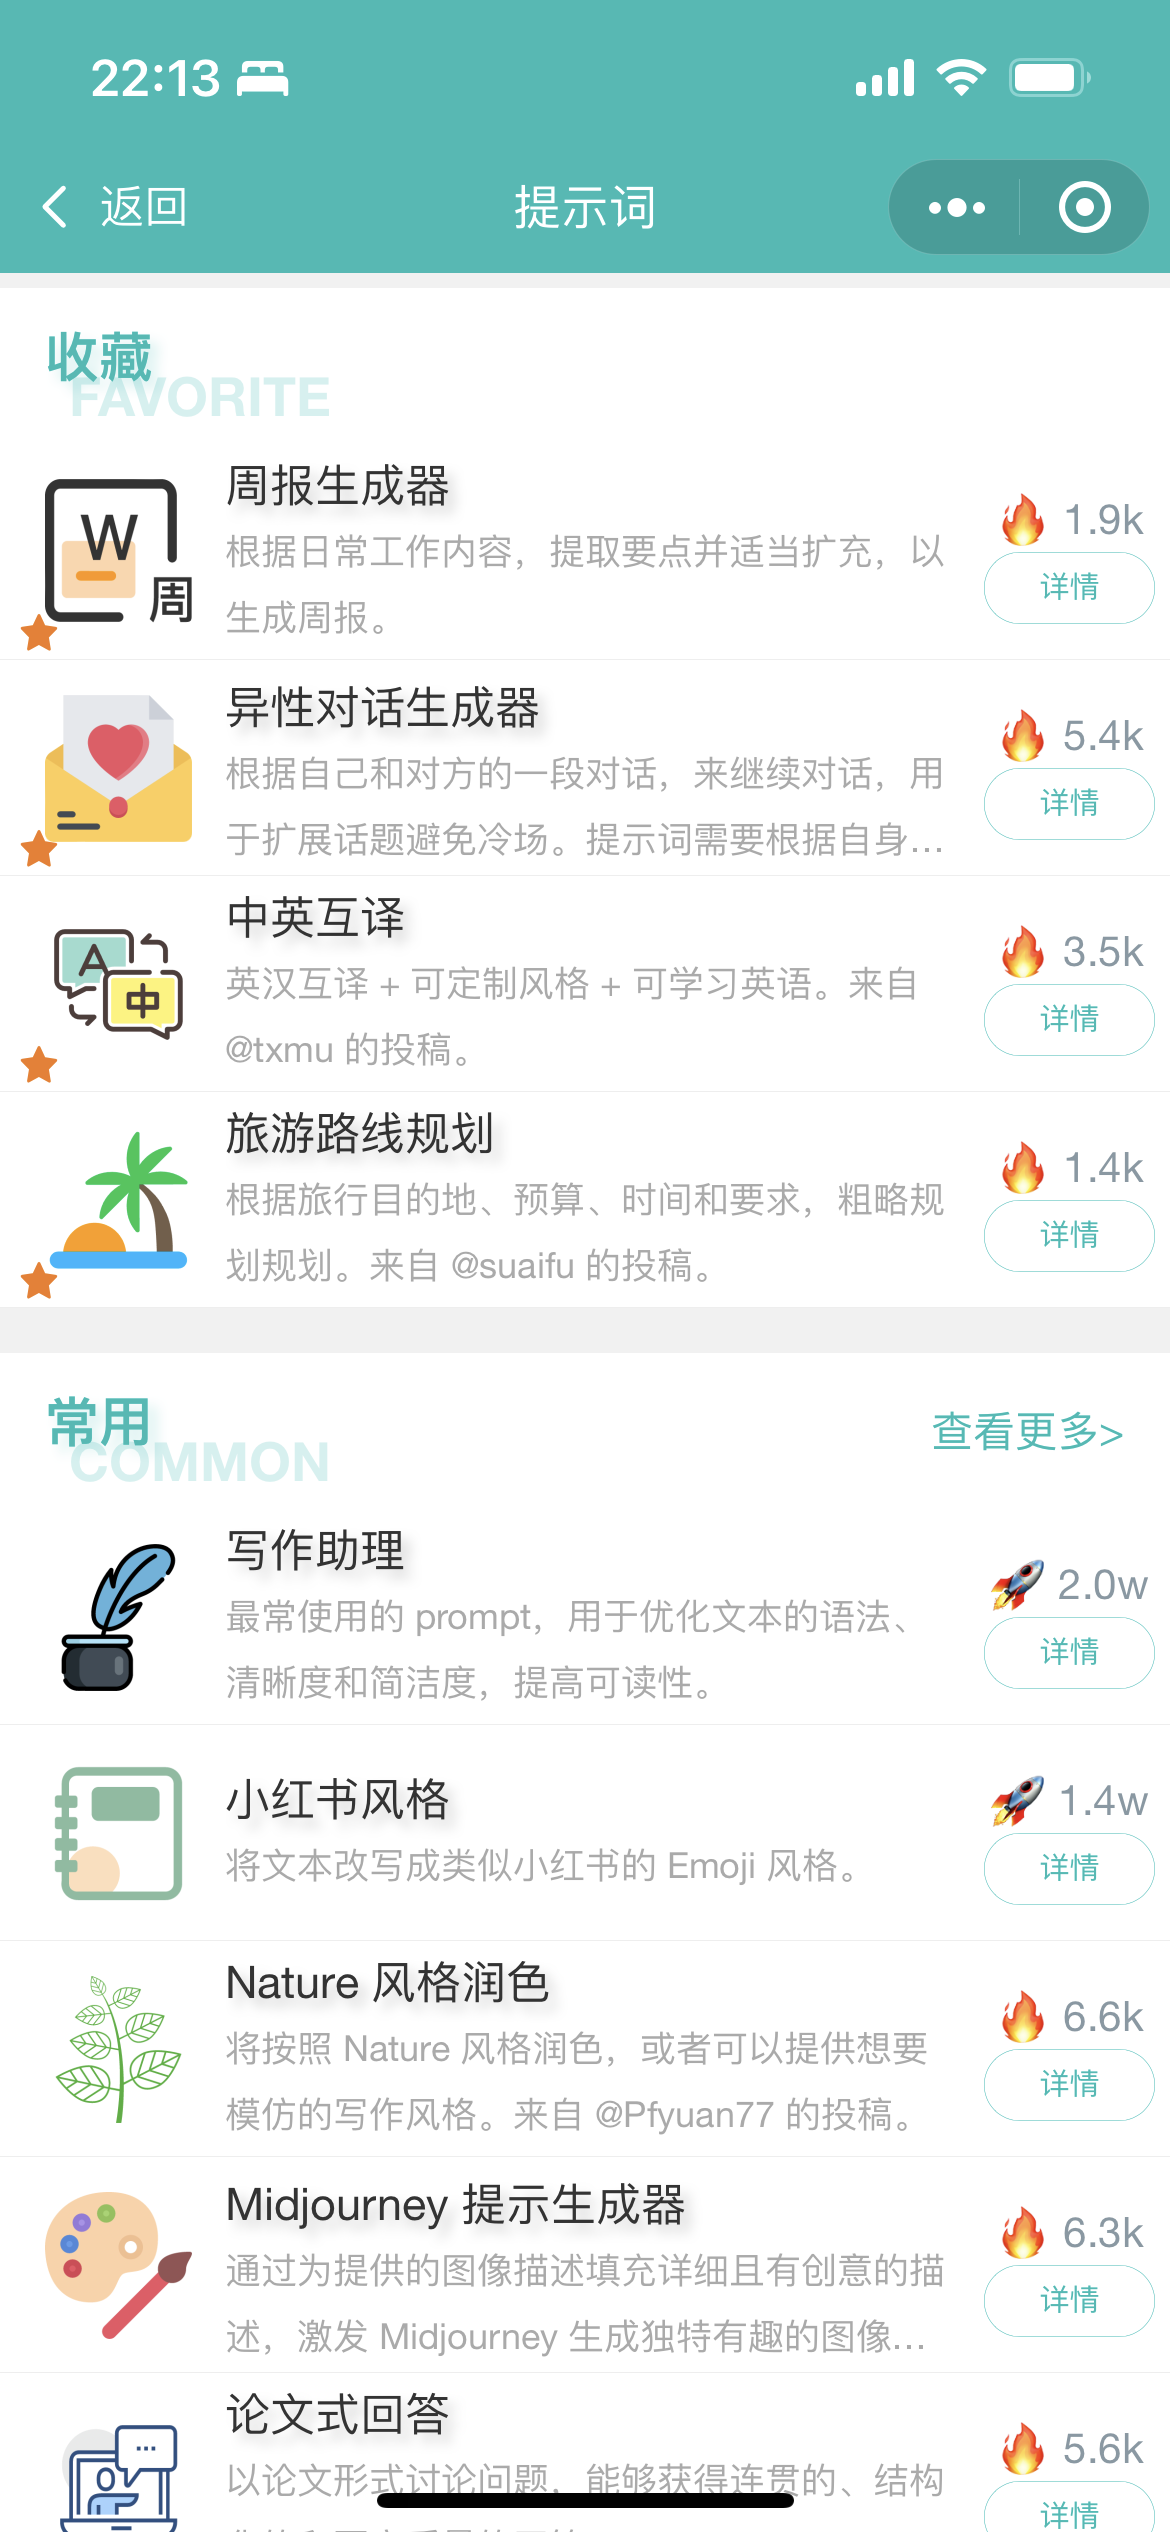 22:13
返回
提示词
收藏
FAVORITE
周报生成器
根据日常工作内容，提取要点并适当扩充，以
生成周报。
W
周
1.9k
详情
异性对话生成器
根据自己和对方的一段对话，来继续对话，用
于扩展话题避免冷场。提示词需要根据自身...
5.4k
详情
中英互译
英汉互译 + 可定制风格 + 可学习英语。来自
@txmu 的投稿。
A
中
3.5k
详情
旅游路线规划
根据旅行目的地、预算、时间和要求，粗略规
划规划。来自 @suaifu 的投稿。
1.4k
详情
常用
COMMON
查看更多>
写作助理
最常使用的 prompt，用于优化文本的语法、
清晰度和简洁度，提高可读性。
2.0w
详情
小红书风格
将文本改写成类似小红书的 Emoji 风格。
1.4w
详情
Nature 风格润色
将按照 Nature 风格润色，或者可以提供想要
模仿的写作风格。来自 @Pfyuan77 的投稿。
6.6k
详情
Midjourney 提示生成器
通过为提供的图像描述填充详细且有创意的描
述，激发 Midjourney 生成独特有趣的图像...
6.3k
详情
论文式回答
以论文形式讨论问题，能够获得连贯的、结构
5.6k
详情